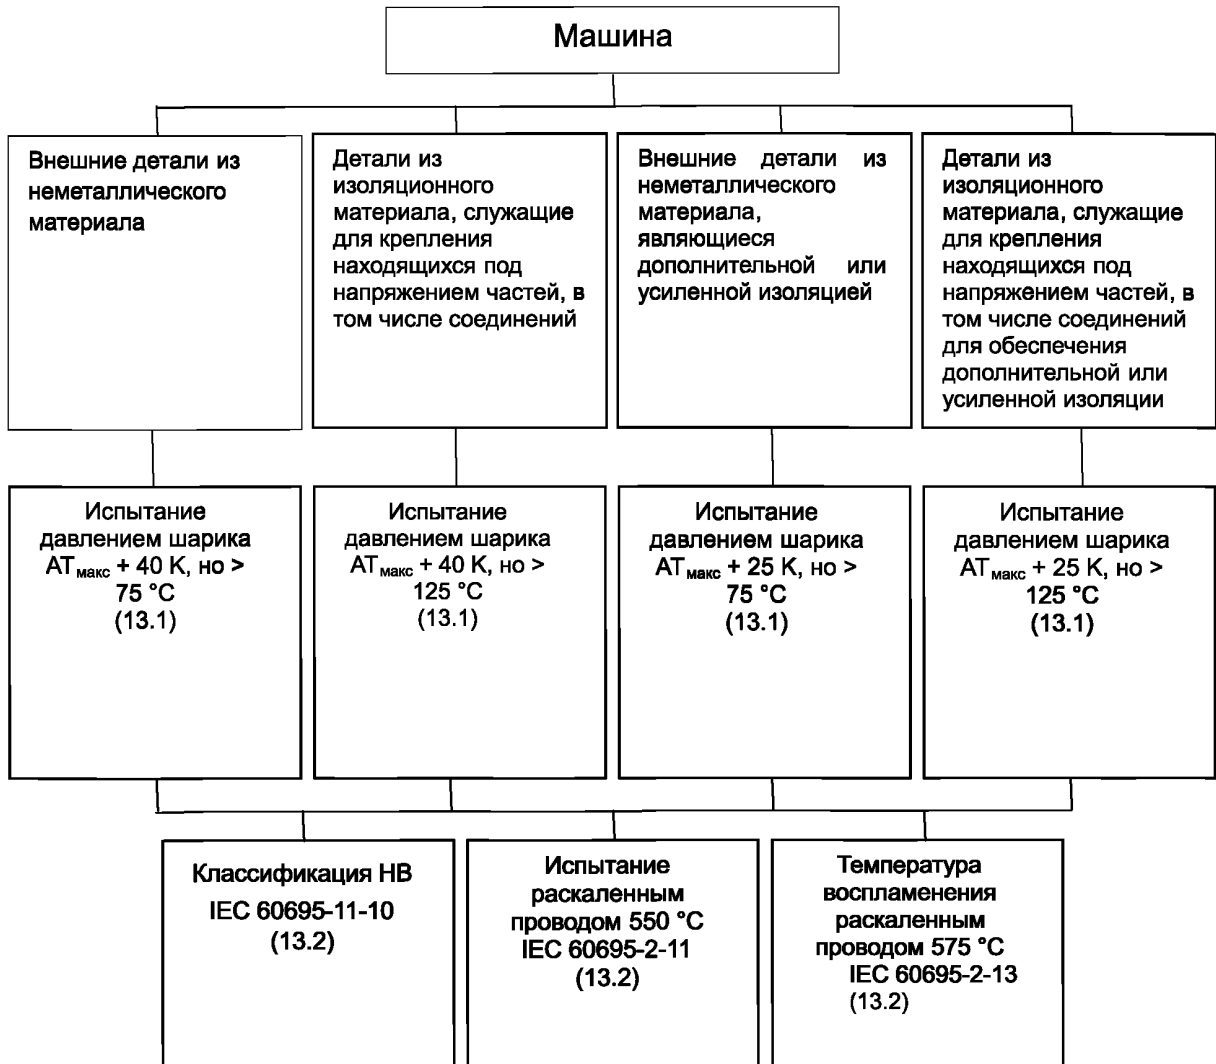 Машина
Внешние детали из
неметаллического
материала
Детали из
изоляционного
материала, служащие
для крепления
находящихся под
напряжением частей, в
том числе соединений
Внешние детали из
неметаллического
материала,
являющиеся
дополнительной или
усиленной изоляцией
Детали из
изоляционного
материала, служащие
для крепления
находящихся под
напряжением частей, в
том числе соединений
для обеспечения
дополнительной или
усиленной изоляции
Испытание
давлением шарика
AT макс + 40 K, но >
75 °C
(13.1)
Испытание
давлением шарика
AT макс + 40 K, но >
125 °C
(13.1)
Испытание
давлением шарика
AT макс + 25 K, но >
75 °C
(13.1)
Испытание
давлением шарика
AT макс + 25 K, но >
125 °C
(13.1)
Классификация HB
IEC 60695-11-10
(13.2)
Испытание
раскаленным
проводом 550 °C
IEC 60695-2-11
(13.2)
Температура
воспламенения
раскаленным
проводом 575 °C
IEC 60695-2-13
(13.2)